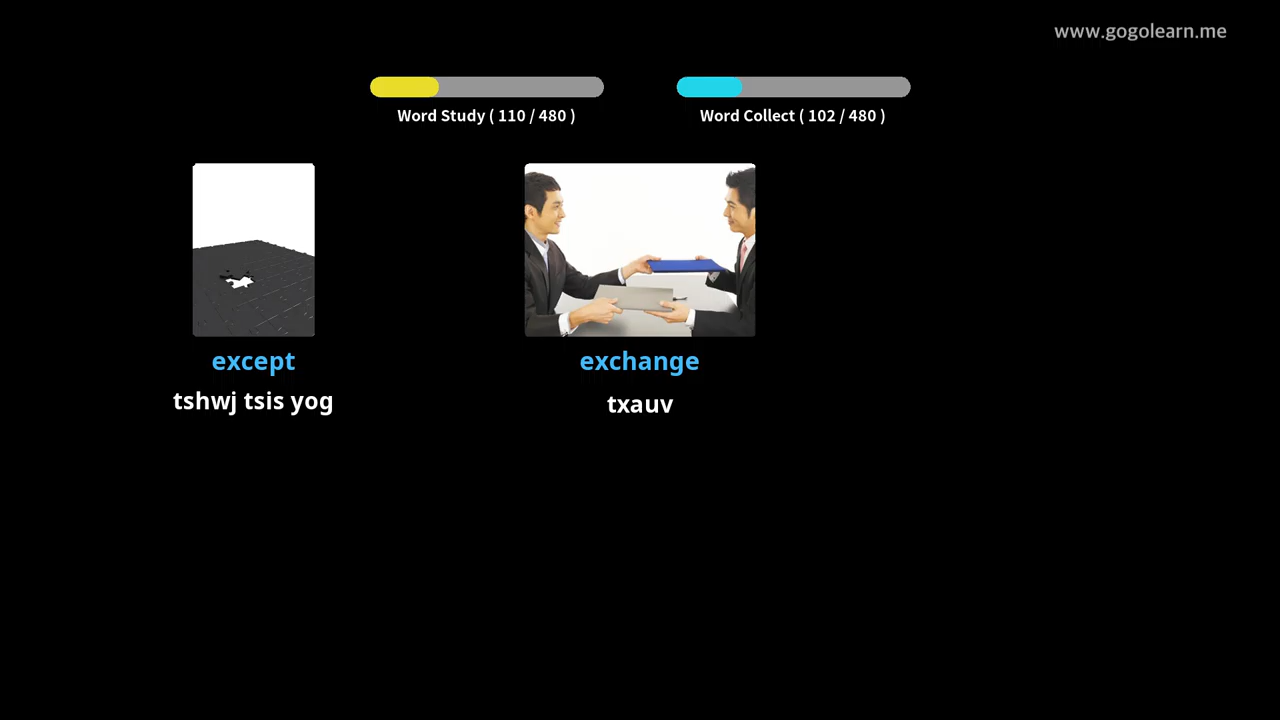 www.gogolearn.me
Word Study ( 110 / 480 )
Word Collect ( 102 / 480 )
except
tshwj tsis yog
exchange
txauv